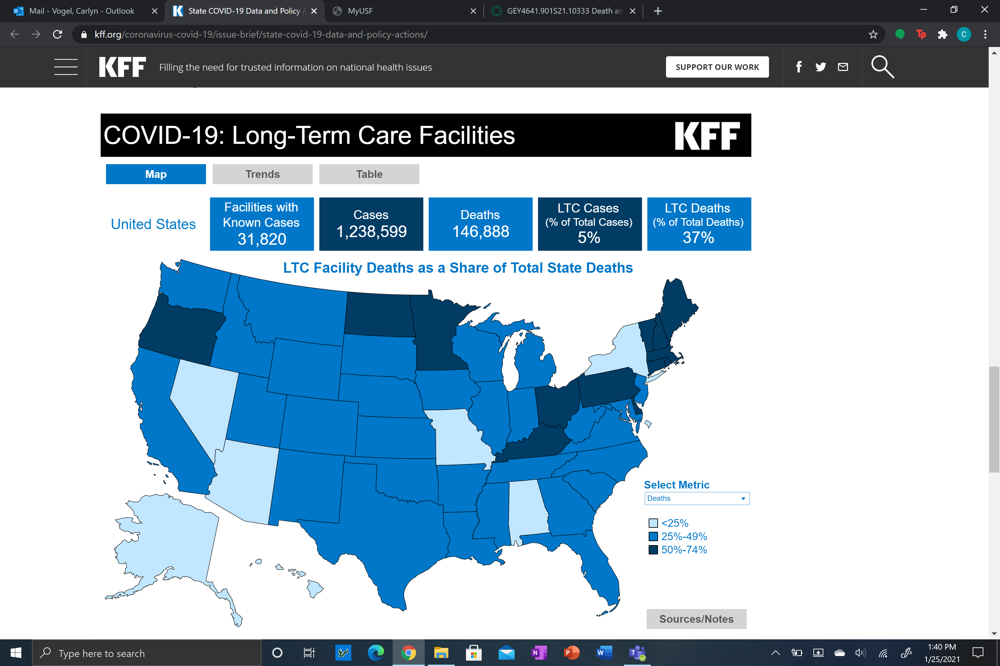 Mail - Vogel, Carlyn - Outlook
State COVID-19 Data and Policy
MyUSF
GEY4641.901S21.10333 Death an
kff.org/coronavirus-covid-19/issue-brief/state-covid-19-data-and-policy-actions/
Tp
C
KFF
Filling the need for trusted information on national health issues
SUPPORT OUR WORK
COVID-19: Long-Term Care Facilities
KFF
Map
Trends
Table
United States
Facilities with
Known Cases
31,820
Cases
1,238,599
Deaths
146,888
LTC Cases
(% of Total Cases)
5%
LTC Deaths
(% of Total Deaths)
37%
LTC Facility Deaths as a Share of Total State Deaths
Select Metric
Deaths
<25%
25%-49%
50%-74%
Sources/Notes
Type here to search
1:40 PM
1/25/2021